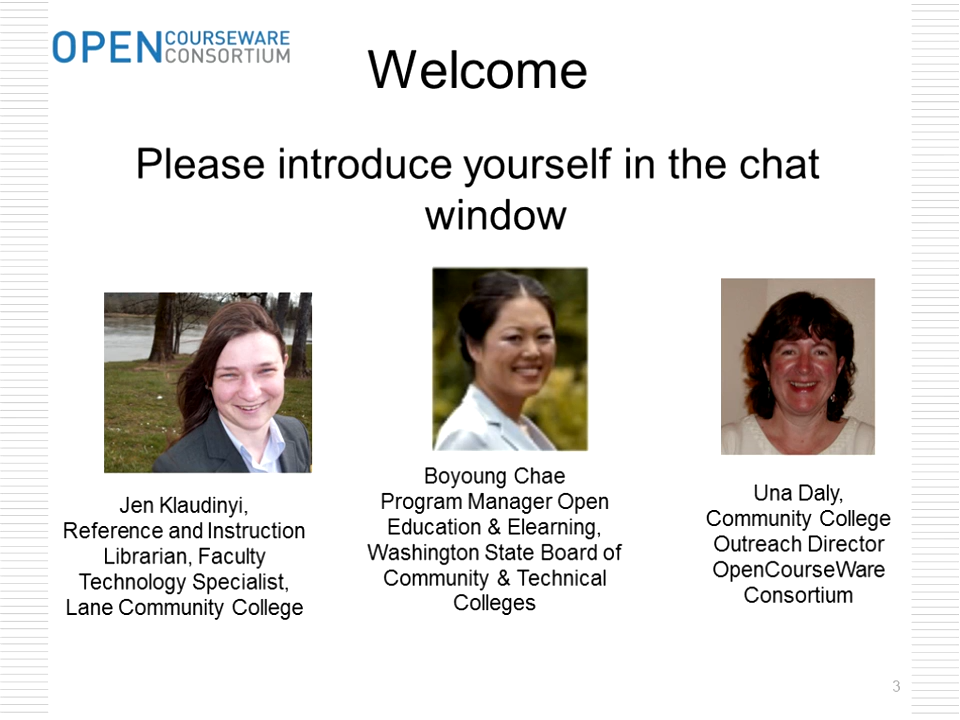 OPEN COURSEWARE
CONSORTIUM
Welcome
Please introduce yourself in the chat
window
Jen Klaudinyi,
Reference and Instruction
Librarian, Faculty
Technology Specialist,
Lane Community College
Boyoung Chae
Program Manager Open
Education & Elearning,
Washington State Board of
Community & Technical
Colleges
Una Daly,
Community College
Outreach Director
OpenCourseWare
Consortium
3